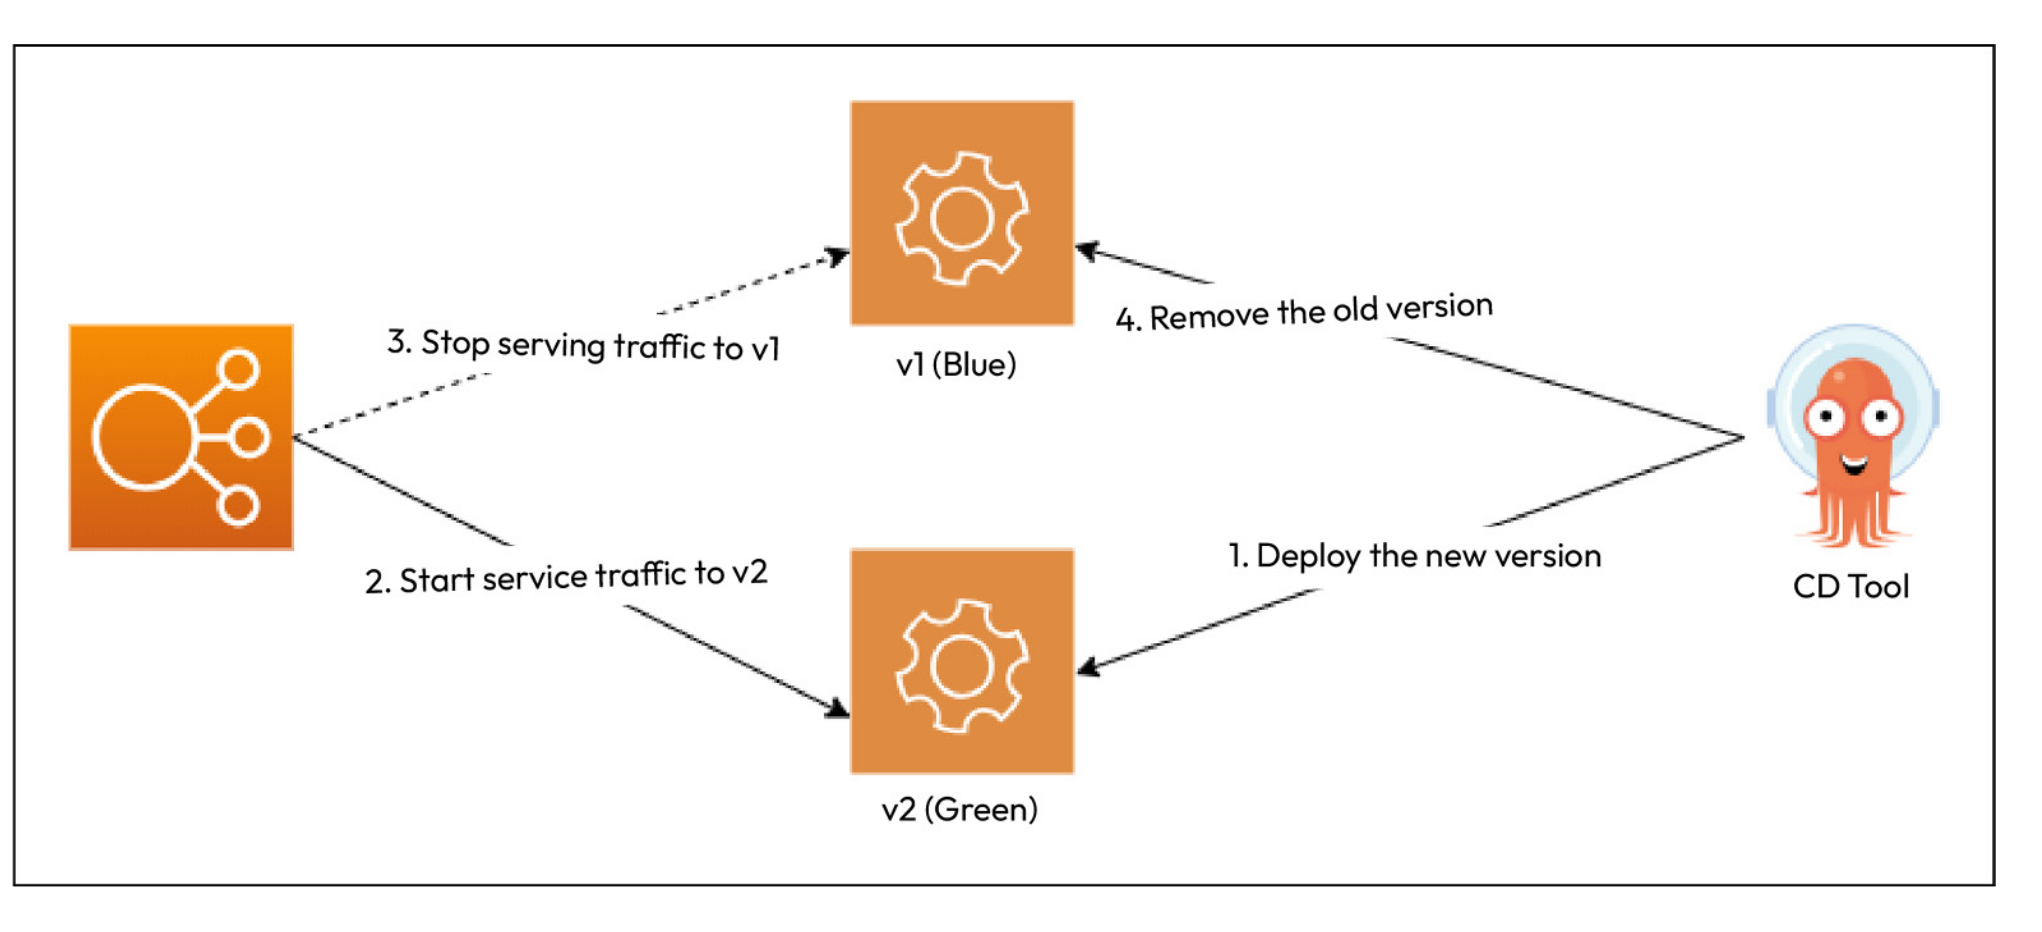 3. Stop serving traffic to v1
v1 (Blue)
4. Remove the old version
2. Start service traffic to v2
1. Deploy the new version
CD Tool
v2 (Green)